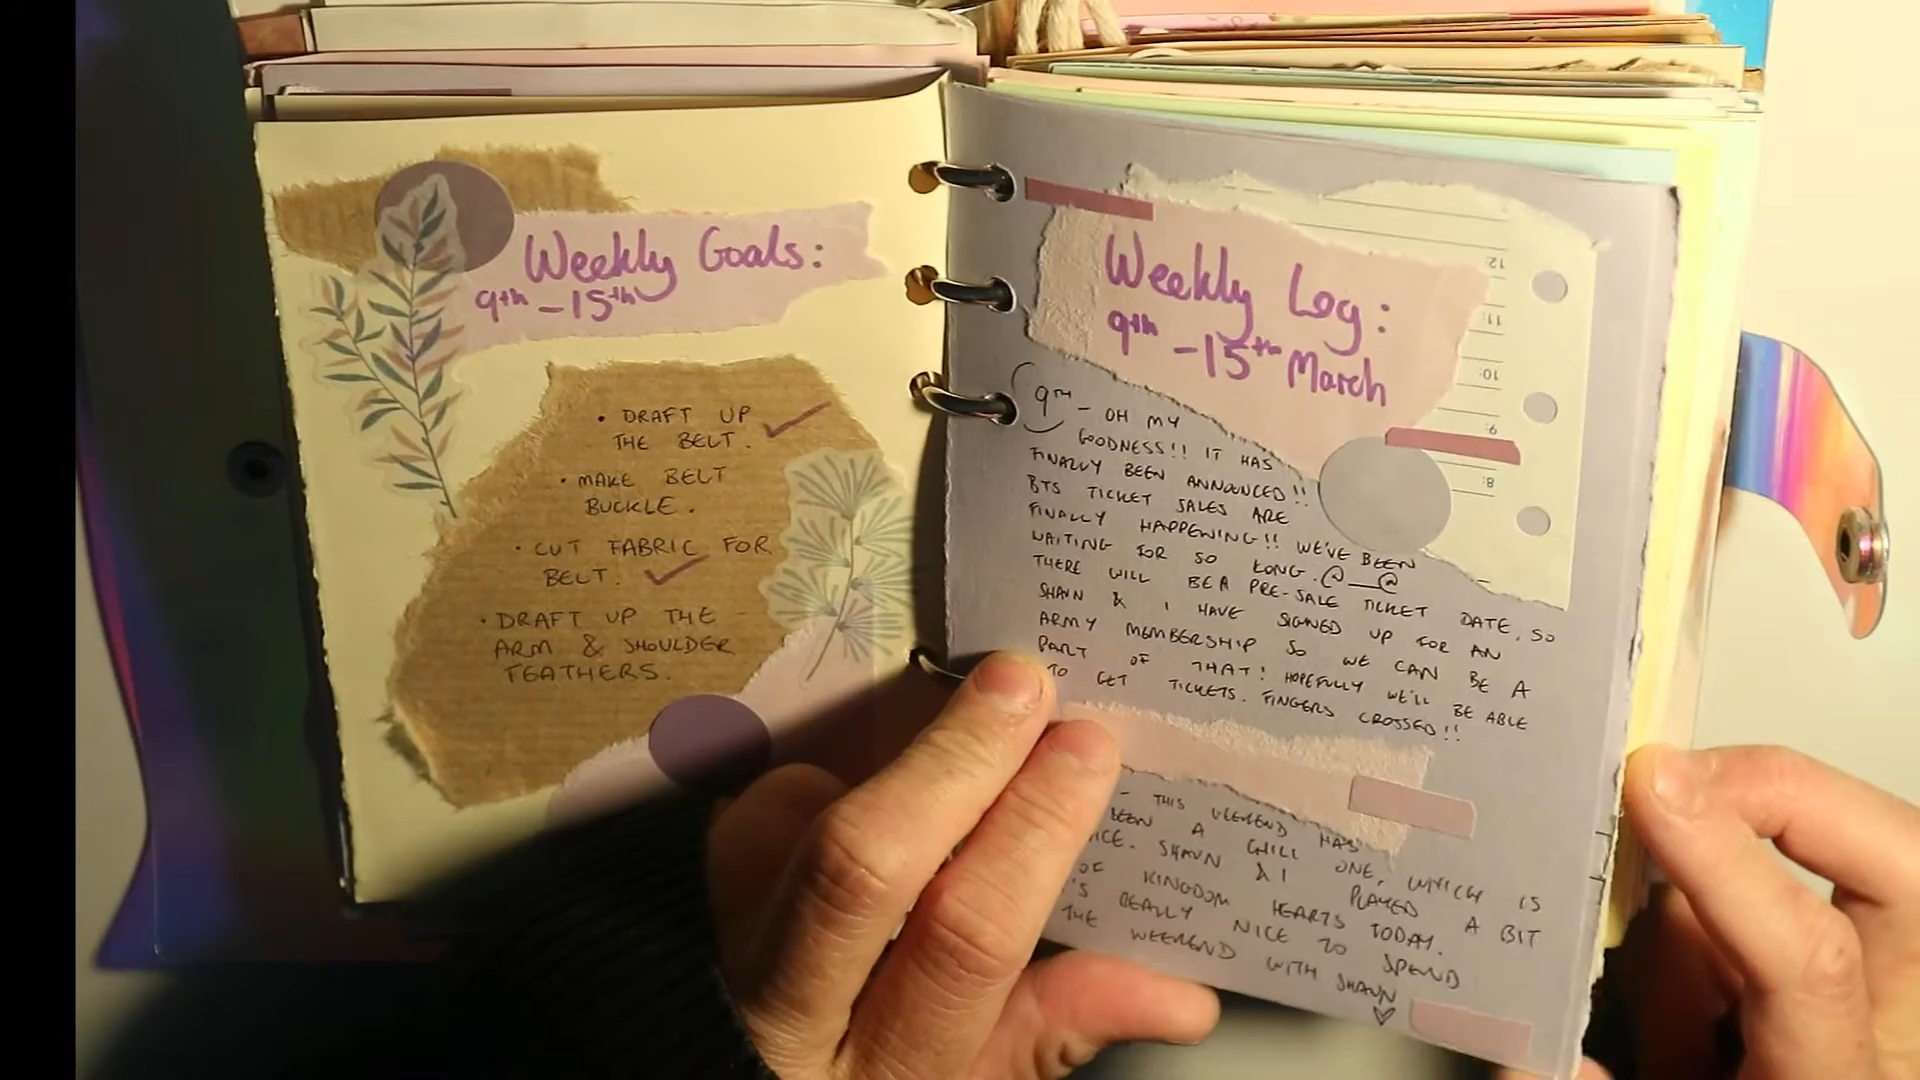 Weekly Goals:
9th - 15th
• DRAFT UP
THE BELT.
• MAKE BELT
BUCKLE.
• CUT FABRIC FOR
BELT.
• DRAFT UP THE
ARM & SHOULDER
FEATHERS.
Weekly Log:
9th - 15th March
12
11:
10:
9:
8:
9TH - OH MY
GOODNESS!! IT HAS
FINALLY BEEN ANNOUNCED!!
BTS TICKET SALES ARE
FINALLY HAPPENING!! WE'VE BEEN
WAITING FOR SO LONG. @__@
THERE WILL BE A PRE-SALE TICKET DATE, SO
SHAUN & I HAVE SIGNED UP FOR AN
ARMY MEMBERSHIP SO WE CAN BE A
PART OF THAT! HOPEFULLY WE'LL BE ABLE
TO GET TICKETS. FINGERS CROSSED!!
- THIS WEEKEND HAS
BEEN A CHILL ONE, WHICH IS
SHAUN & I PLAYED A BIT
OF KINGDOM HEARTS TODAY.
REALLY NICE TO SPEND
THE WEEKEND WITH SHAUN